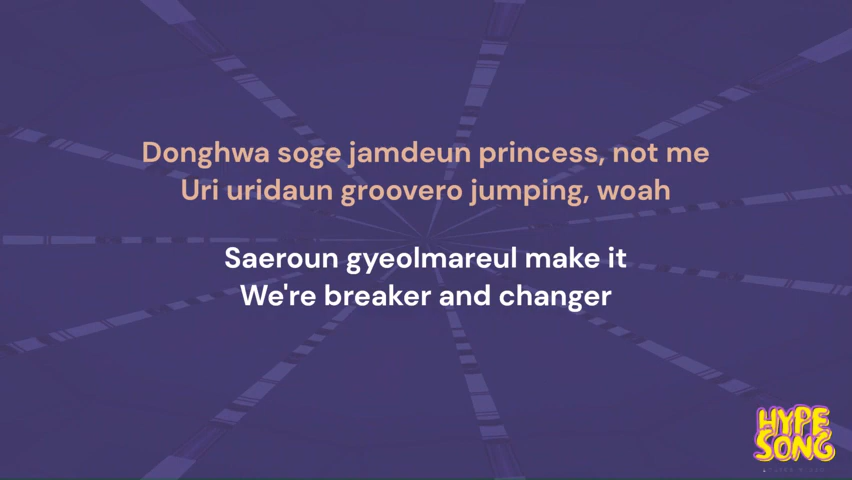 Donghwa soge jamdeun princess, not me
Uri uridaun groovero jumping, woah
Saeroun gyeolmareul make it
We're breaker and changer
HYPE
SONG